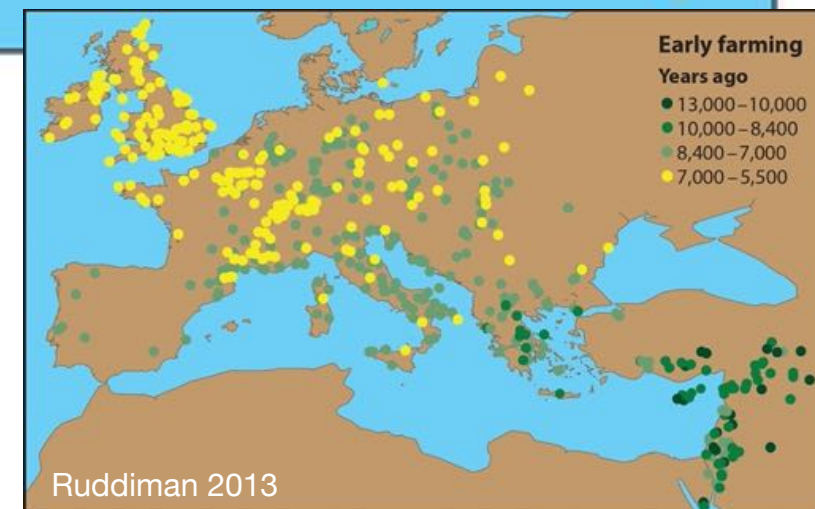 Early farming
Years ago
13,000–10,000
10,000–8,400
8,400–7,000
7,000–5,500
Ruddiman 2013